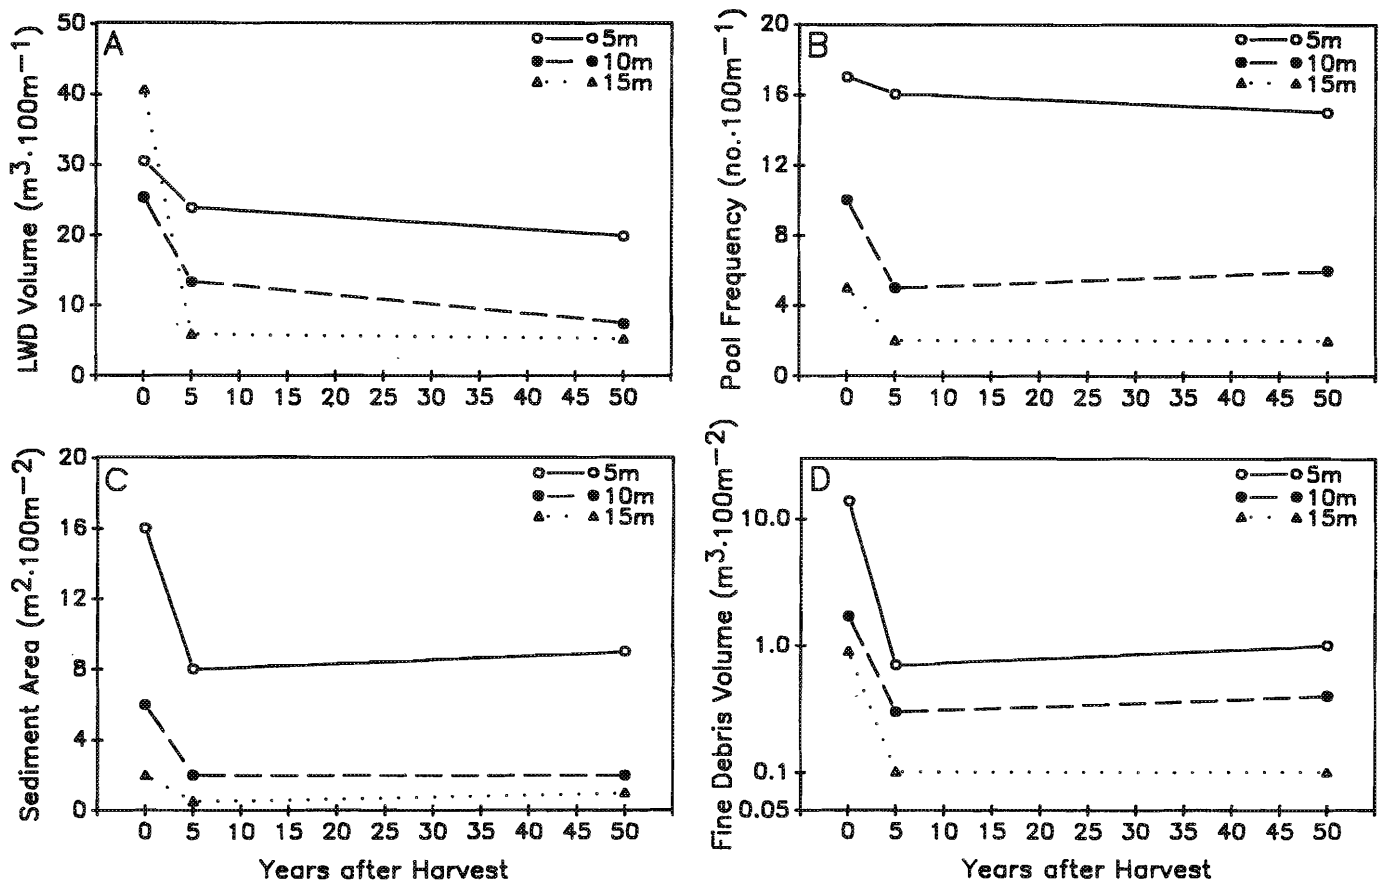 A
LWD Volume (m3·100m−1)
50
40
30
20
10
0
0 5 10 15 20 25 30 35 40 45 50
5m
10m
15m
B
Pool Frequency (no.·100m−1)
20
16
12
8
4
0
0 5 10 15 20 25 30 35 40 45 50
5m
10m
15m
C
Sediment Area (m2·100m−2)
20
16
12
8
4
0
0 5 10 15 20 25 30 35 40 45 50
Years after Harvest
5m
10m
15m
D
Fine Debris Volume (m3·100m−2)
10.0
1.0
0.1
0.05
0 5 10 15 20 25 30 35 40 45 50
Years after Harvest
5m
10m
15m